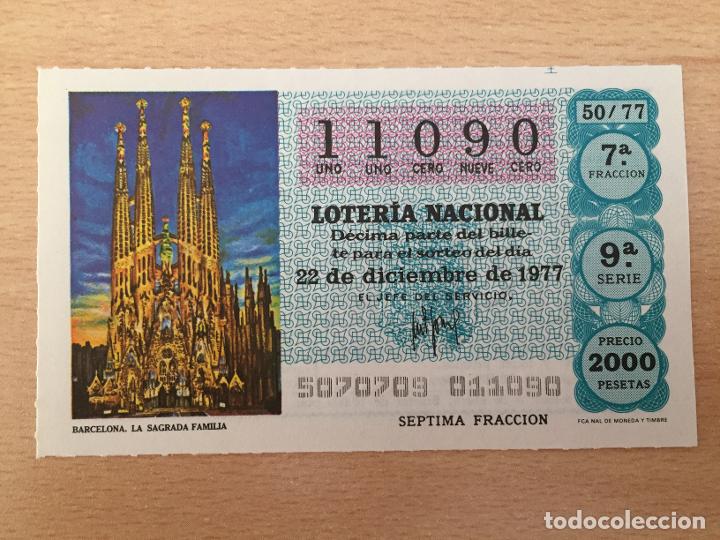 BARCELONA. LA SAGRADA FAMILIA
11090
UNO UNO CERO NUEVE CERO
LOTERÍA NACIONAL
Décima parte del bille-
te para el sorteo del día
22 de diciembre de 1977
EL JEFE DEL SERVICIO,
5070709 011090
SEPTIMA FRACCION
50/77
7ª.
FRACCION
9ª.
SERIE
PRECIO
2000
PESETAS
FCA NAL DE MONEDA Y TIMBRE
todocoleccion